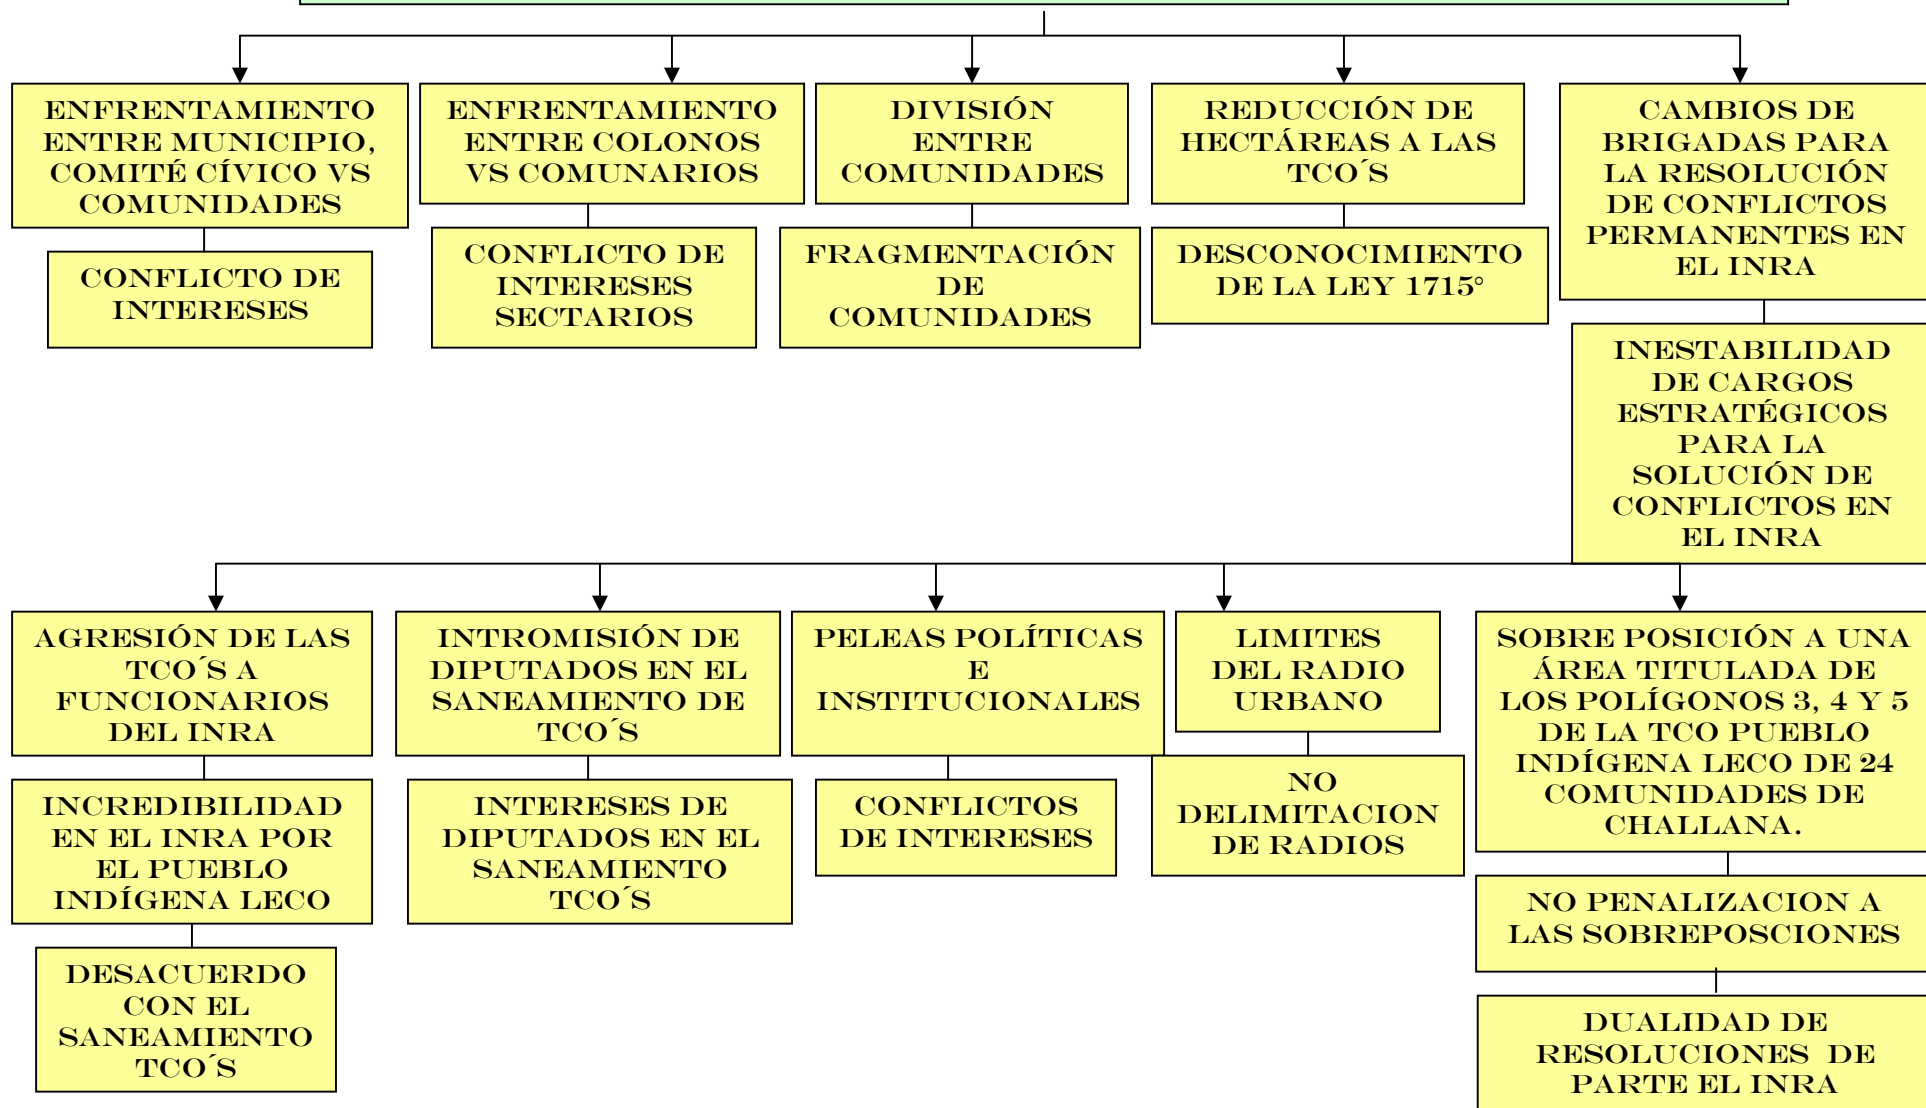 ENFRENTAMIENTO
ENTRE MUNICIPIO,
COMITÉ CÍVICO VS
COMUNIDADES
CONFLICTO DE
INTERESES
ENFRENTAMIENTO
ENTRE COLONOS
VS COMUNARIOS
CONFLICTO DE
INTERESES
SECTARIOS
DIVISIÓN
ENTRE
COMUNIDADES
FRAGMENTACIÓN
DE
COMUNIDADES
REDUCCIÓN DE
HECTÁREAS A LAS
TCO´S
DESCONOCIMIENTO
DE LA LEY 1715°
CAMBIOS DE
BRIGADAS PARA
LA RESOLUCIÓN
DE CONFLICTOS
PERMANENTES EN
EL INRA
INESTABILIDAD
DE CARGOS
ESTRATÉGICOS
PARA LA
SOLUCIÓN DE
CONFLICTOS EN
EL INRA
AGRESIÓN DE LAS
TCO´S A
FUNCIONARIOS
DEL INRA
INCREDIBILIDAD
EN EL INRA POR
EL PUEBLO
INDÍGENA LECO
DESACUERDO
CON EL
SANEAMIENTO
TCO´S
INTROMISIÓN DE
DIPUTADOS EN EL
SANEAMIENTO DE
TCO´S
INTERESES DE
DIPUTADOS EN EL
SANEAMIENTO
TCO´S
PELEAS POLÍTICAS
E
INSTITUCIONALES
CONFLICTOS
DE INTERESES
LIMITES
DEL RADIO
URBANO
NO
DELIMITACION
DE RADIOS
SOBRE POSICIÓN A UNA
ÁREA TITULADA DE
LOS POLÍGONOS 3, 4 Y 5
DE LA TCO PUEBLO
INDÍGENA LECO DE 24
COMUNIDADES DE
CHALLANA.
NO PENALIZACION A
LAS SOBREPOSCIONES
DUALIDAD DE
RESOLUCIONES DE
PARTE EL INRA